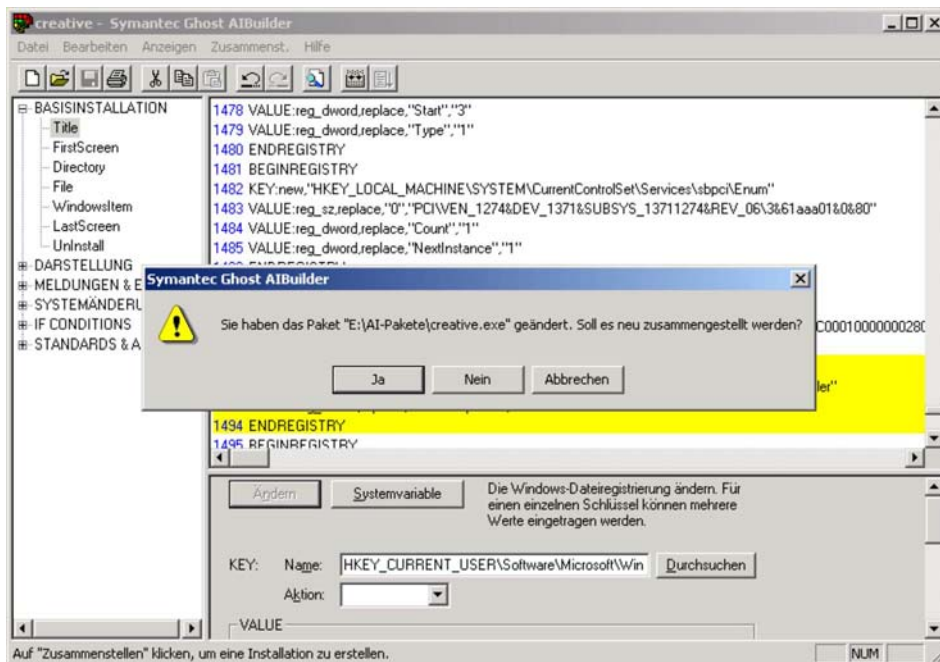 creative - Symantec Ghost AIBuilder
Datei Bearbeiten Anzeigen Zusammenst. Hilfe
BASISINSTALLATION
Title
FirstScreen
Directory
File
WindowsItem
LastScreen
UnInstall
DARSTELLUNG
MELDUNGEN & E
SYSTEMÄNDERU
IF CONDITIONS
STANDARDS & A
1478 VALUE:reg_dword,replace,"Start","3"
1479 VALUE:reg_dword,replace,"Type","1"
1480 ENDREGISTRY
1481 BEGINREGISTRY
1482 KEY:new,"HKEY_LOCAL_MACHINE\SYSTEM\CurrentControlSet\Services\sbpci\Enum"
1483 VALUE:reg_sz,replace,"0","PCI\VEN_1274&DEV_1371&SUBSYS_13711274&REV_06\3&61aaa01&0&80"
1484 VALUE:reg_dword,replace,"Count","1"
1485 VALUE:reg_dword,replace,"NextInstance","1"
Symantec Ghost AIBuilder
Sie haben das Paket "E:\AI-Pakete\creative.exe" geändert. Soll es neu zusammengestellt werden?
Ja Nein Abbrechen
C00010000000280
ler"
1494 ENDREGISTRY
1495 BEGINREGISTRY
Ändern Systemvariable
Die Windows-Dateiregistrierung ändern. Für
einen einzelnen Schlüssel können mehrere
Werte eingetragen werden.
KEY: Name: HKEY_CURRENT_USER\Software\Microsoft\Win Durchsuchen
Aktion:
VALUE
Auf "Zusammenstellen" klicken, um eine Installation zu erstellen.
NUM